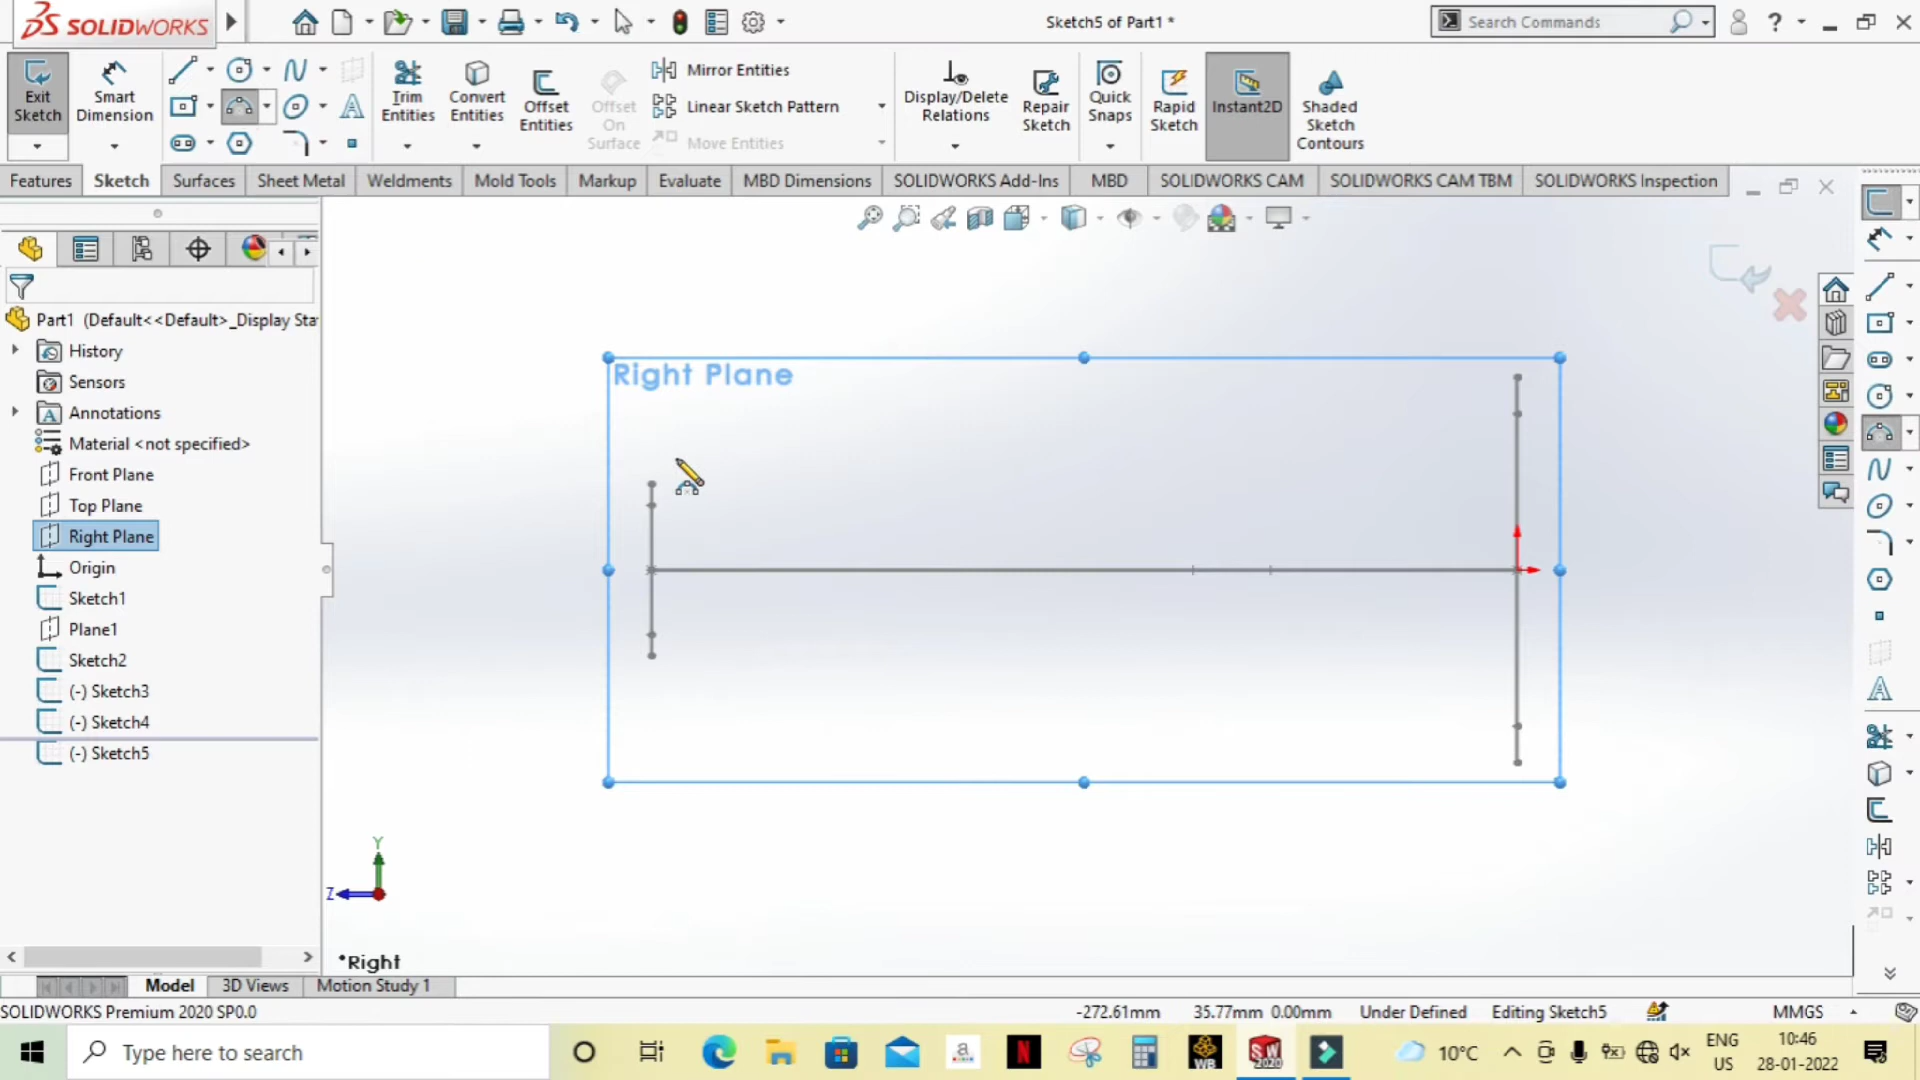 SOLIDWORKS
Sketch5 of Part1 *
Search Commands
?
Exit Sketch
Smart Dimension
Trim Entities
Convert Entities
Offset Entities
Offset On Surface
Mirror Entities
Linear Sketch Pattern
Move Entities
Display/Delete Relations
Repair Sketch
Quick Snaps
Rapid Sketch
Instant2D
Shaded Sketch Contours
Features
Sketch
Surfaces
Sheet Metal
Weldments
Mold Tools
Markup
Evaluate
MBD Dimensions
SOLIDWORKS Add-Ins
MBD
SOLIDWORKS CAM
SOLIDWORKS CAM TBM
SOLIDWORKS Inspection
Part1 (Default<<Default>_Display Sta
History
Sensors
Annotations
Material <not specified>
Front Plane
Top Plane
Right Plane
Origin
Sketch1
Plane1
Sketch2
(-) Sketch3
(-) Sketch4
(-) Sketch5
Right Plane
Y
Z
*Right
Model
3D Views
Motion Study 1
SOLIDWORKS Premium 2020 SP0.0
-272.61mm
35.77mm 0.00mm
Under Defined
Editing Sketch5
MMGS
Type here to search
a
N
WB
SW
2020
10°C
ENG
US
10:46
28-01-2022